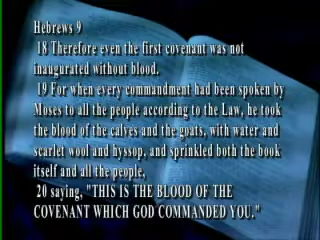 Hebrews 9
18 Therefore even the first covenant was not
inaugurated without blood.
19 For when every commandment had been spoken by
Moses to all the people according to the Law, he took
the blood of the calves and the goats, with water and
scarlet wool and hyssop, and sprinkled both the book
itself and all the people,
20 saying, "THIS IS THE BLOOD OF THE
COVENANT WHICH GOD COMMANDED YOU."